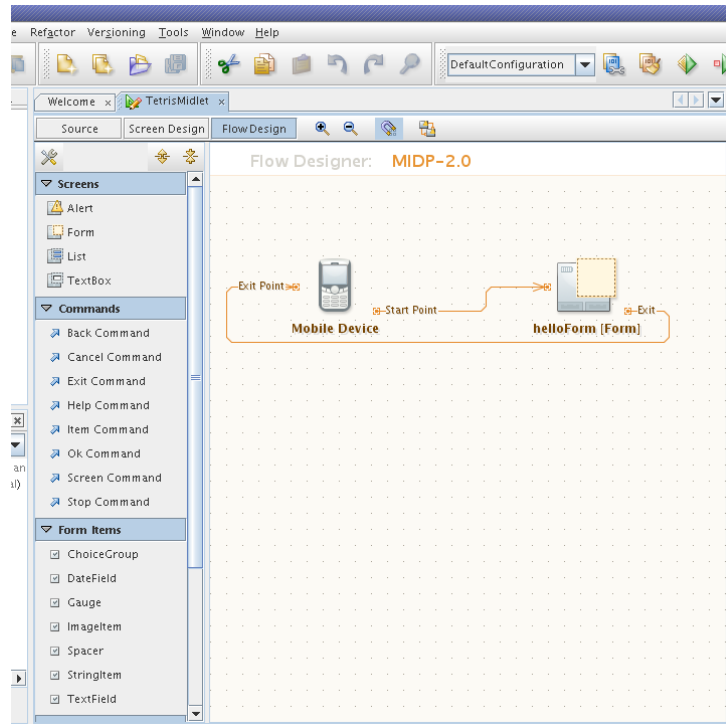 e Refactor Versioning Tools Window Help
DefaultConfiguration
Welcome x TetrisMidlet x
Source Screen Design Flow Design
Flow Designer: MIDP-2.0
Screens
Alert
Form
List
TextBox
Exit Point
Start Point
Exit
Mobile Device
helloForm [Form]
Commands
Back Command
Cancel Command
Exit Command
Help Command
Item Command
Ok Command
Screen Command
Stop Command
an
al)
Form Items
ChoiceGroup
DateField
Gauge
ImageItem
Spacer
StringItem
TextField